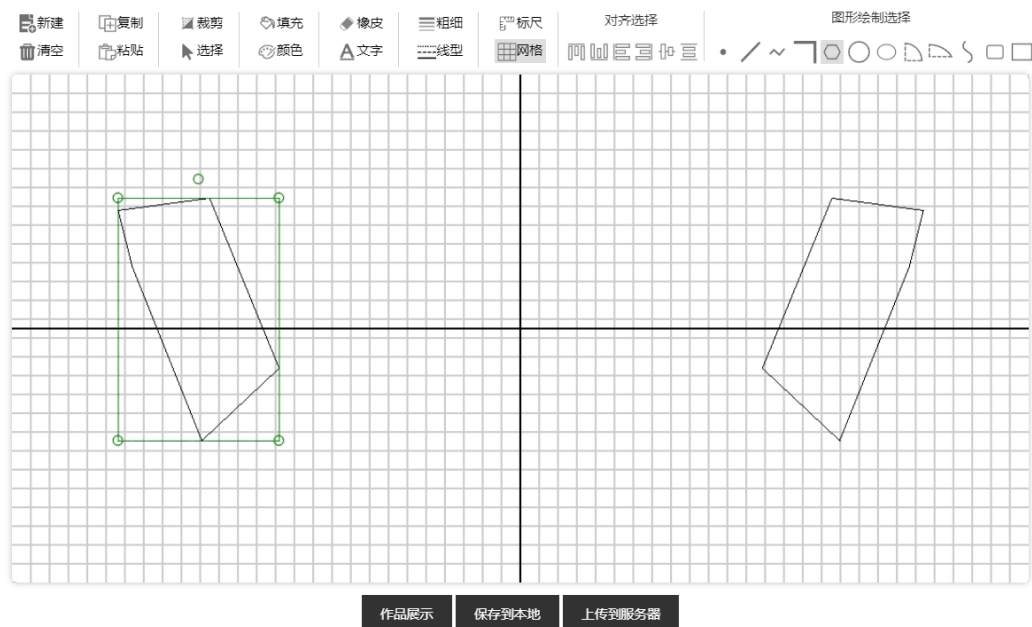 新建 复制 裁剪 填充 橡皮 粗细 标尺 对齐选择 图形绘制选择
清空 粘贴 选择 颜色 文字 线型 网格
作品展示 保存到本地 上传到服务器